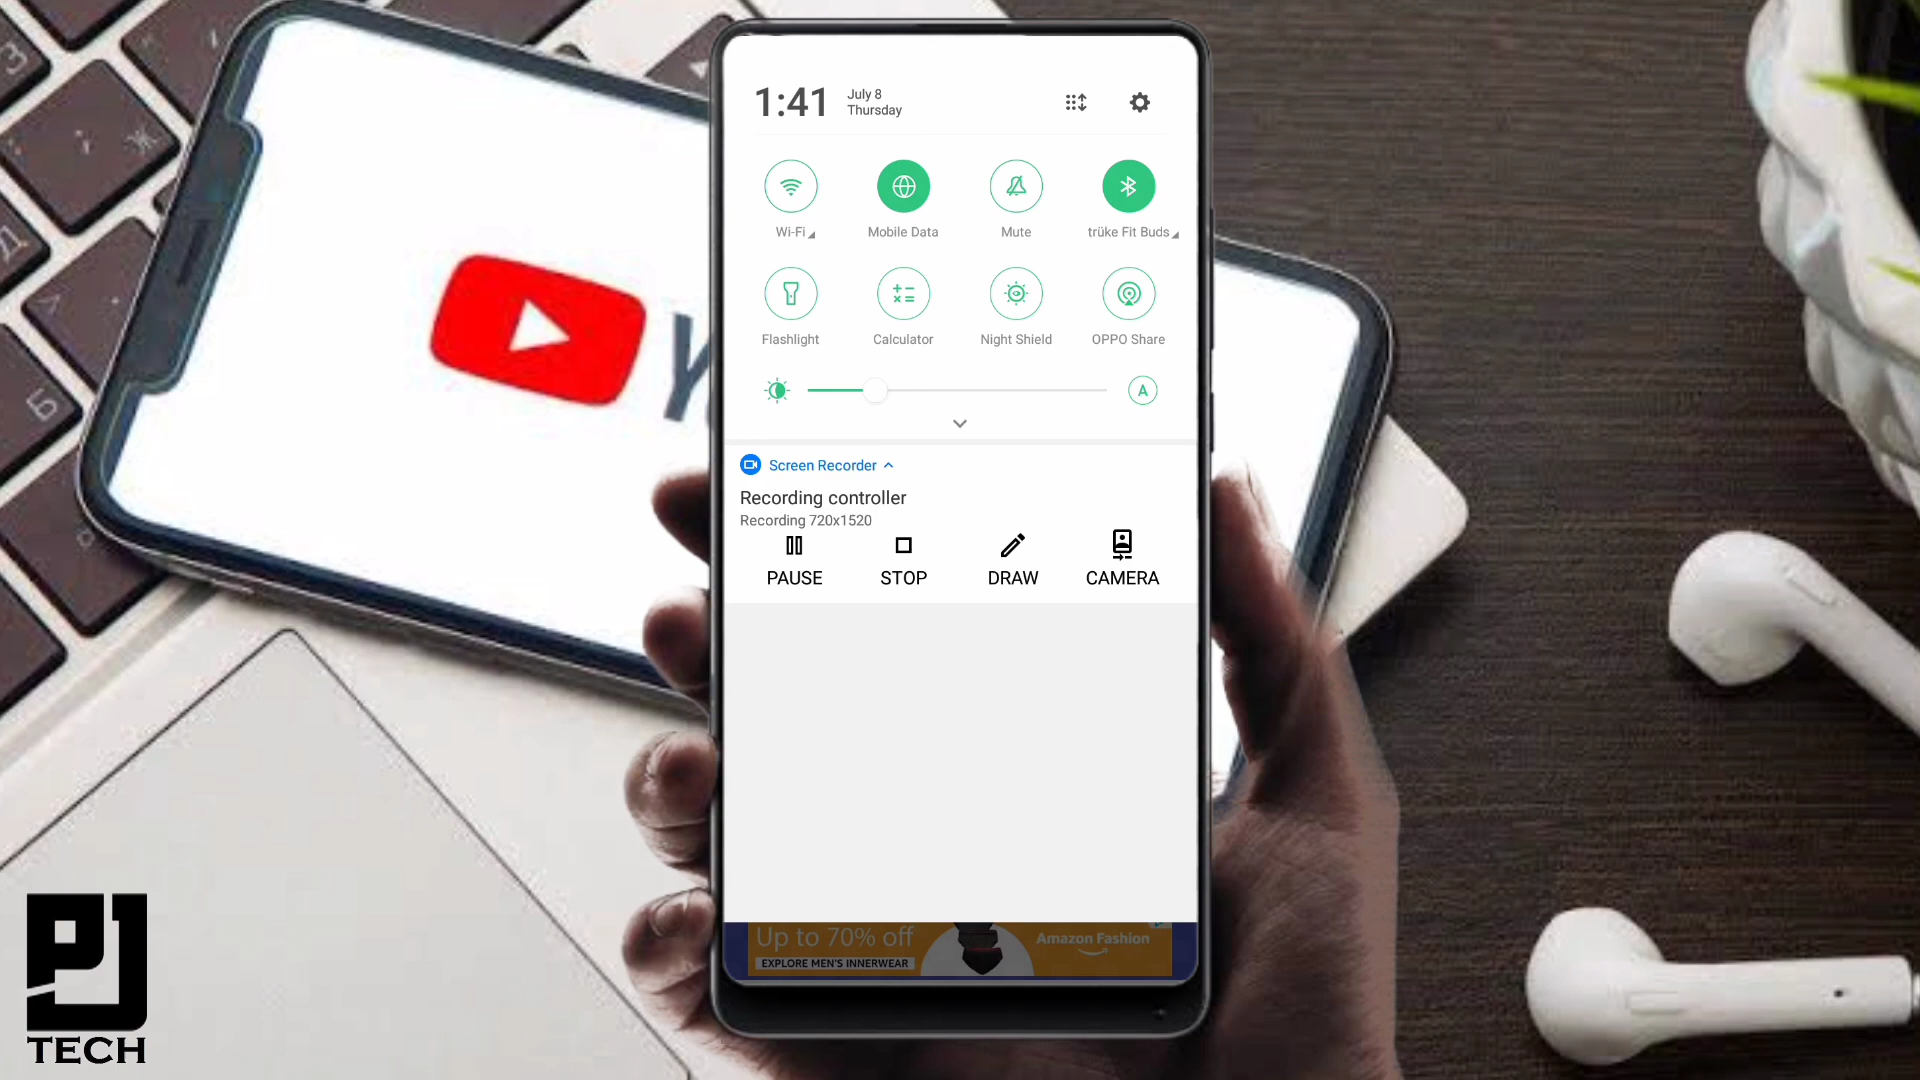 1:41
July 8
Thursday
Wi-Fi
Mobile Data
Mute
trüke Fit Buds
Flashlight
Calculator
Night Shield
OPPO Share
A
Screen Recorder
Recording controller
Recording 720x1520
PAUSE
STOP
DRAW
CAMERA
Up to 70% off
Amazon Fashion
EXPLORE MEN'S INNERWEAR
PJ
TECH